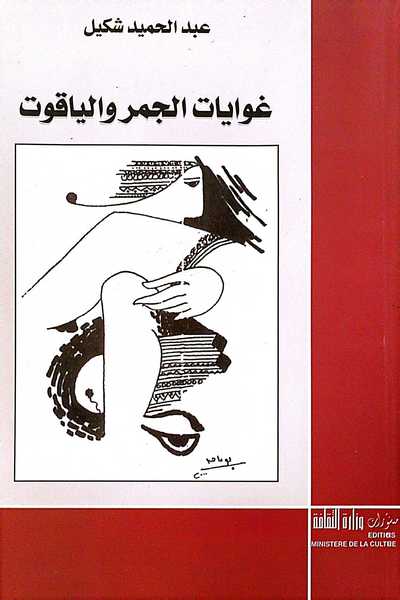 عبد الحميد شكيل
غوايات الجمر والياقوت
منشورات وزارة الثقافة
EDITIONS
MINISTERE DE LA CULTURE